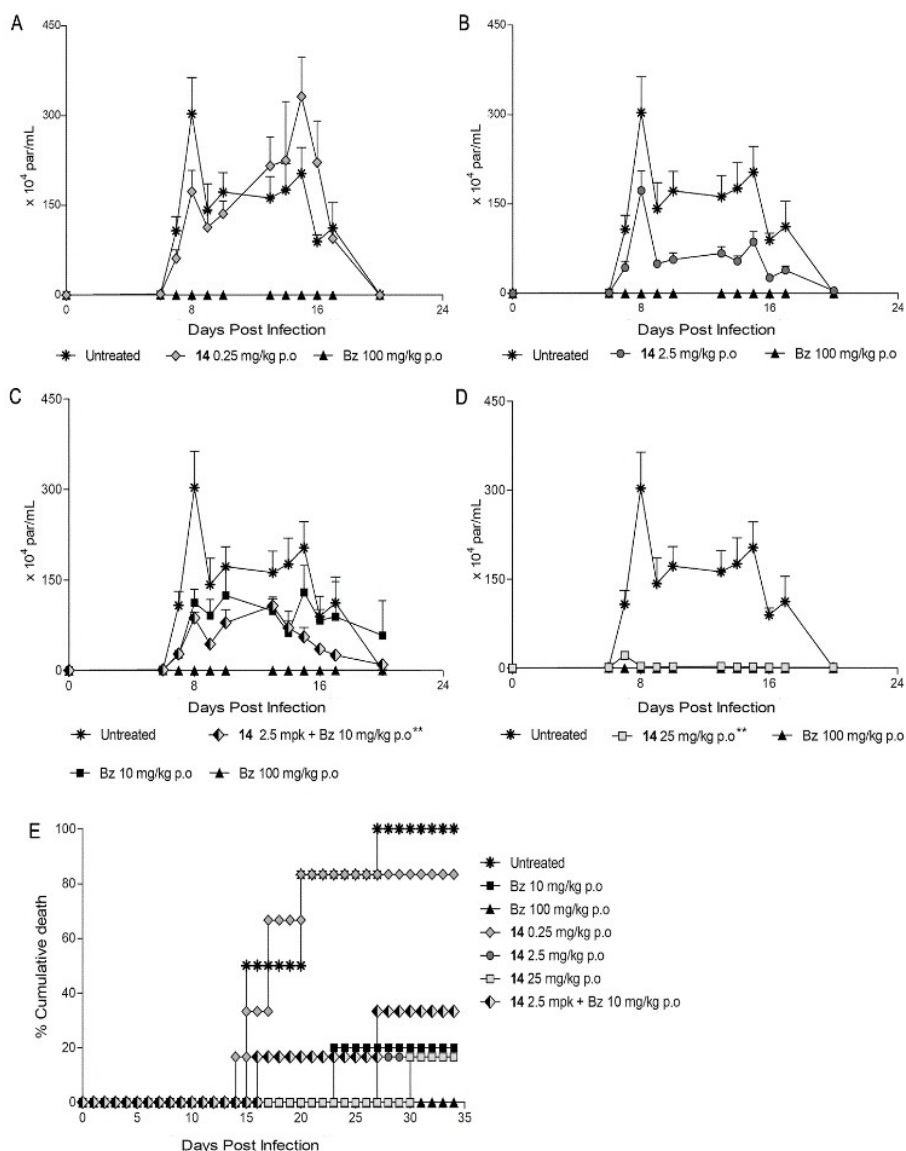 A
450
300
150
0
x 10⁴ par/mL
0 8 16 24
Days Post Infection
Untreated 14 0.25 mg/kg p.o Bz 100 mg/kg p.o
B
450
300
150
0
x 10⁴ par/mL
0 8 16 24
Days Post Infection
Untreated 14 2.5 mg/kg p.o Bz 100 mg/kg p.o
C
450
300
150
0
x 10⁴ par/mL
0 8 16 24
Days Post Infection
Untreated 14 2.5 mpk + Bz 10 mg/kg p.o**
Bz 10 mg/kg p.o Bz 100 mg/kg p.o
D
450
300
150
0
x 10⁴ par/mL
0 8 16 24
Days Post Infection
Untreated 14 25 mg/kg p.o** Bz 100 mg/kg p.o
E
100
80
60
40
20
0
% Cumulative death
0 5 10 15 20 25 30 35
Days Post Infection
Untreated
Bz 10 mg/kg p.o
Bz 100 mg/kg p.o
14 0.25 mg/kg p.o
14 2.5 mg/kg p.o
14 25 mg/kg p.o
14 2.5 mpk + Bz 10 mg/kg p.o